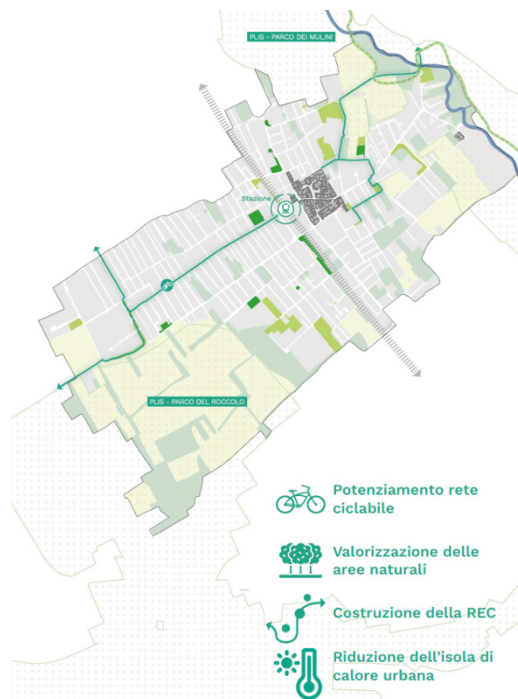 PLIS - PARCO DEI MULINI
Stazione
PLIS - PARCO DEL ROCCOLO
Potenziamento rete
ciclabile
Valorizzazione delle
aree naturali
Costruzione della REC
Riduzione dell'isola di
calore urbana